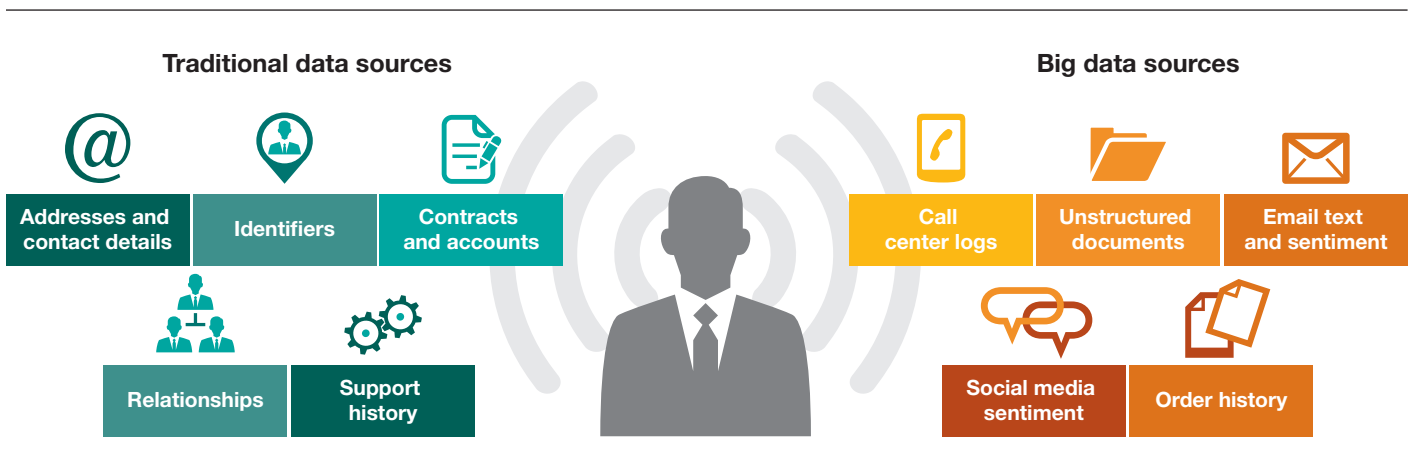 Traditional data sources
Big data sources
@
Addresses and
contact details
Identifiers
Contracts
and accounts
Call
center logs
Unstructured
documents
Email text
and sentiment
Relationships
Support
history
Social media
sentiment
Order history